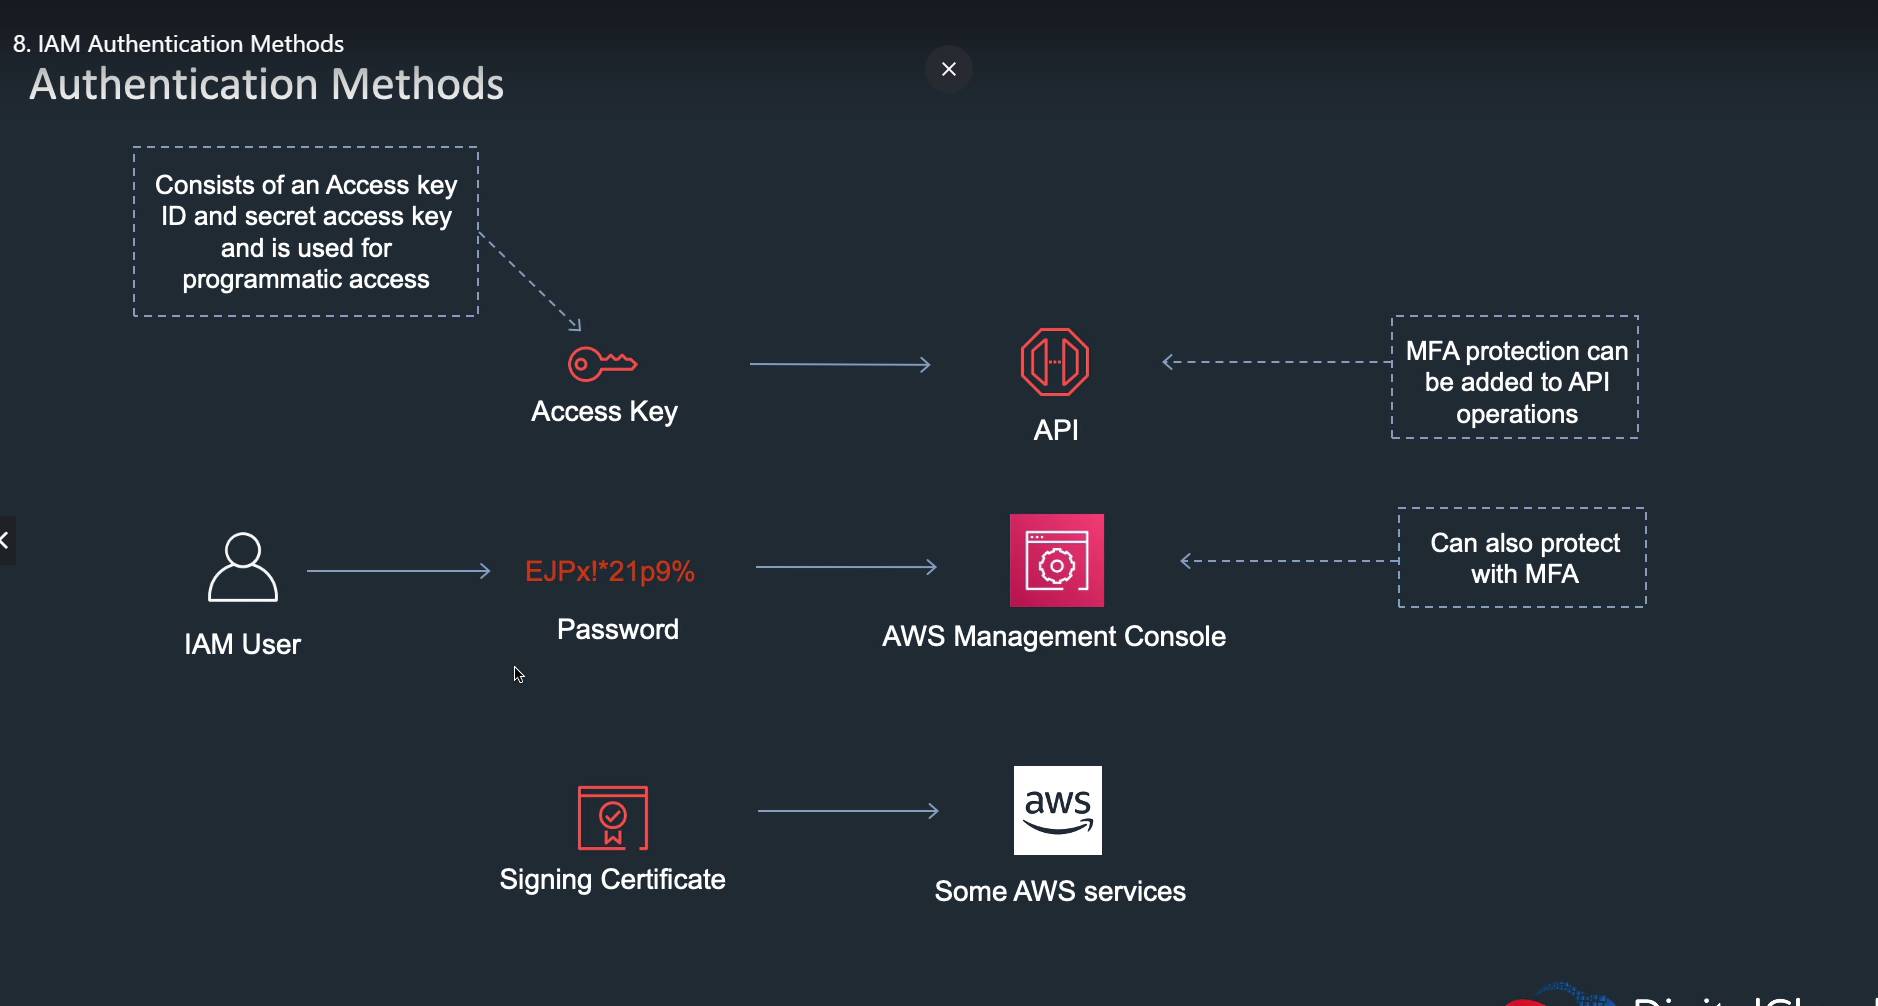 8. IAM Authentication Methods
Authentication Methods
Consists of an Access key
ID and secret access key
and is used for
programmatic access
Access Key
API
MFA protection can
be added to API
operations
IAM User
EJPx!*21p9%
Password
AWS Management Console
Can also protect
with MFA
Signing Certificate
aws
Some AWS services